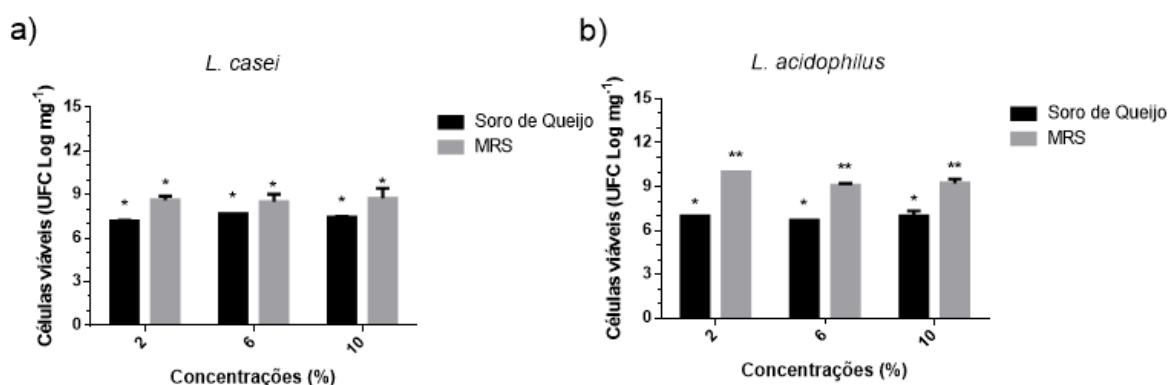 a)
L. casei
Células viáveis (UFC Log mg⁻¹)
15
12
9
6
3
0
* * * * * *
2 6 10
Concentrações (%)
Soro de Queijo
MRS
b)
L. acidophilus
Células viáveis (UFC Log mg⁻¹)
15
12
9
6
3
0
* ** * ** * **
2 6 10
Concentrações (%)
Soro de Queijo
MRS